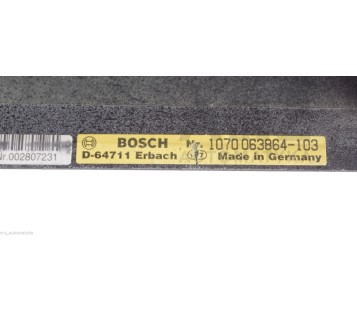 BOSCH Nr. 1070 063864-103
D-64711 Erbach Made in Germany
Nr.002807231